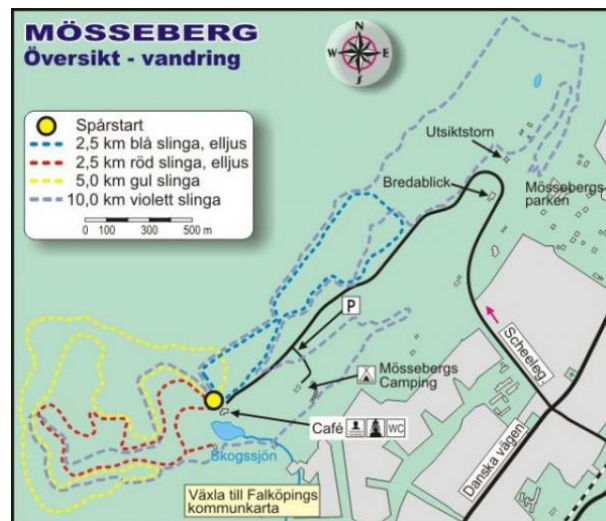 MÖSSEBERG
Översikt - vandring
N
W
E
S
Spårstart
2,5 km blå slinga, elljus
2,5 km röd slinga, elljus
5,0 km gul slinga
10,0 km violett slinga
0 100 300 500 m
Utsiktstorn
Bredablick
Mössebergs
parken
P
Scheeleg
Mössebergs
Camping
Café
WC
Skogssjön
Danska vägen
Växla till Falköpings
kommunkarta